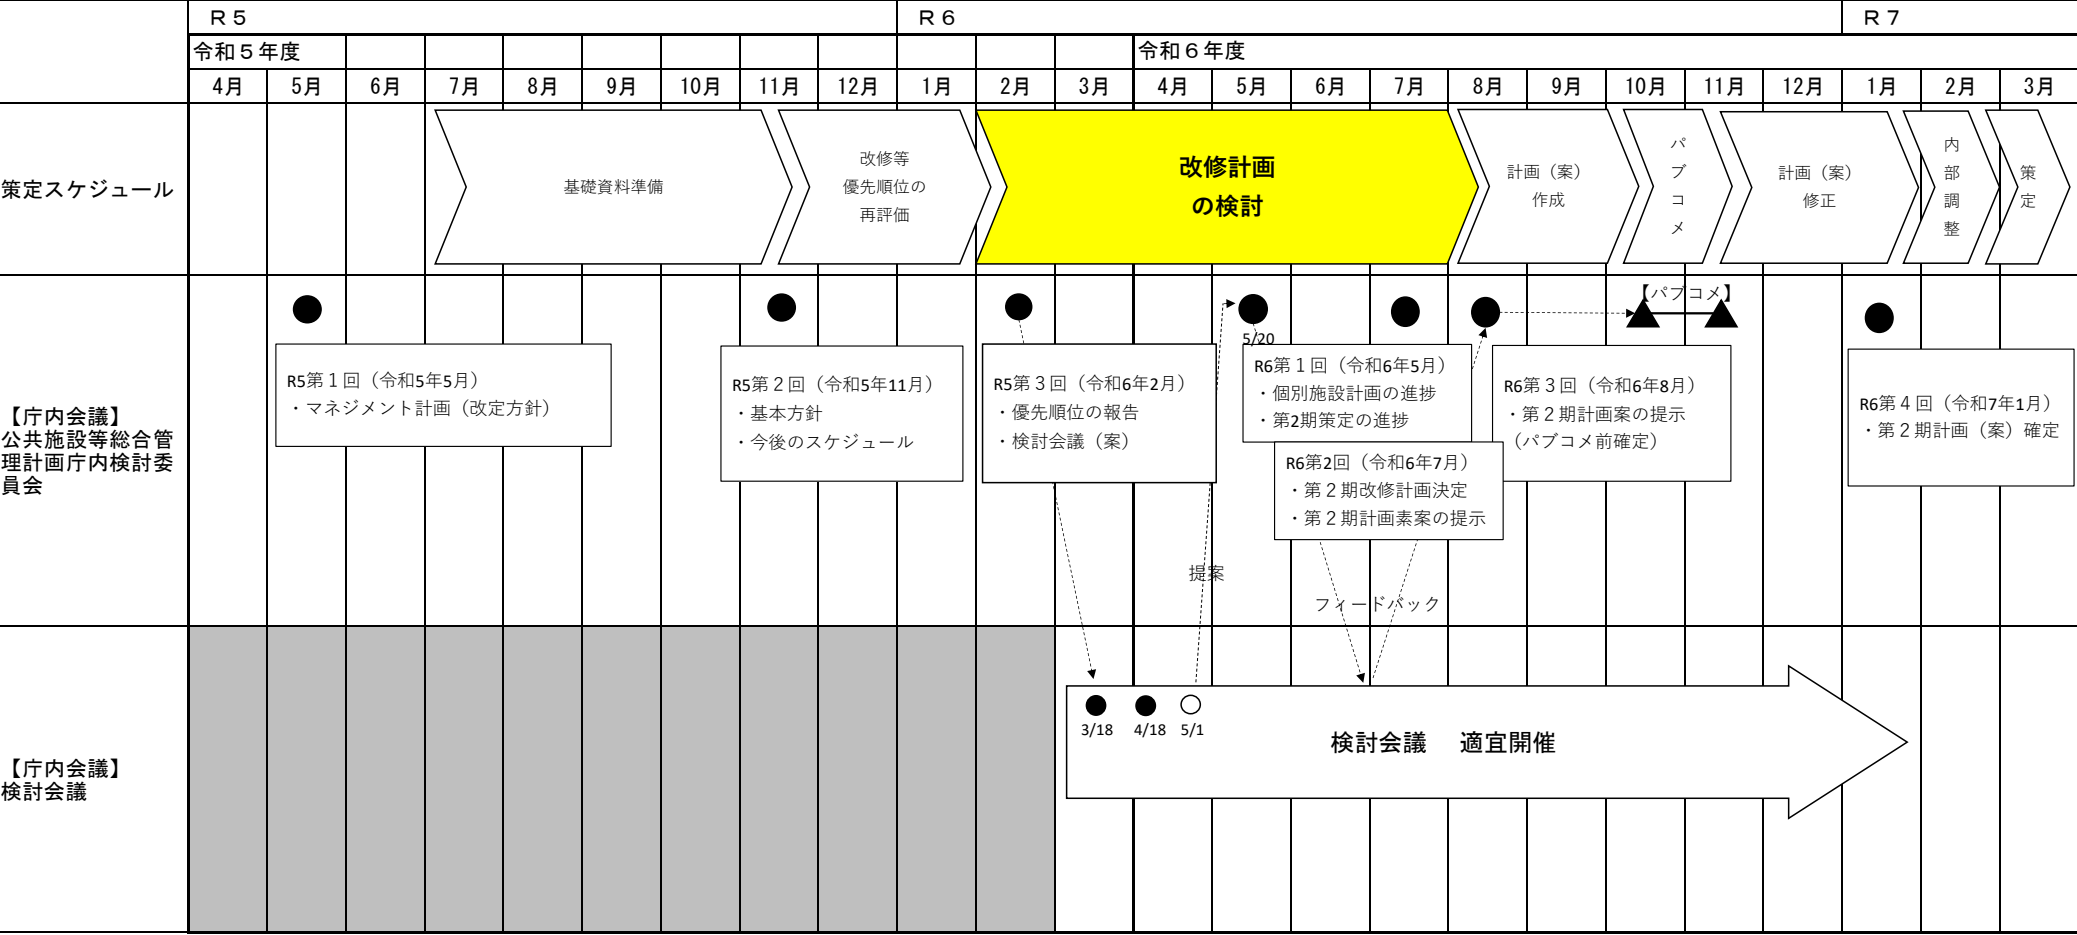 R5
R6
R7
令和５年度
令和６年度
4月 5月 6月 7月 8月 9月 10月 11月 12月 1月 2月 3月 4月 5月 6月 7月 8月 9月 10月 11月 12月 1月 2月 3月
策定スケジュール
基礎資料準備
改修等
優先順位の
再評価
改修計画
の検討
計画（案）
作成
パブコメ
計画（案）
修正
内部調整
策定
【庁内会議】
公共施設等総合管
理計画庁内検討委
員会
R5第１回（令和5年5月）
・マネジメント計画（改定方針）
R5第２回（令和5年11月）
・基本方針
・今後のスケジュール
R5第３回（令和6年2月）
・優先順位の報告
・検討会議（案）
5/20
R6第１回（令和6年5月）
・個別施設計画の進捗
・第2期策定の進捗
R6第2回（令和6年7月）
・第２期改修計画決定
・第２期計画素案の提示
【パブコメ】
R6第３回（令和6年8月）
・第２期計画案の提示
（パブコメ前確定）
R6第４回（令和7年1月）
・第２期計画（案）確定
提案
フィードバック
【庁内会議】
検討会議
3/18
4/18
5/1
検討会議　適宜開催